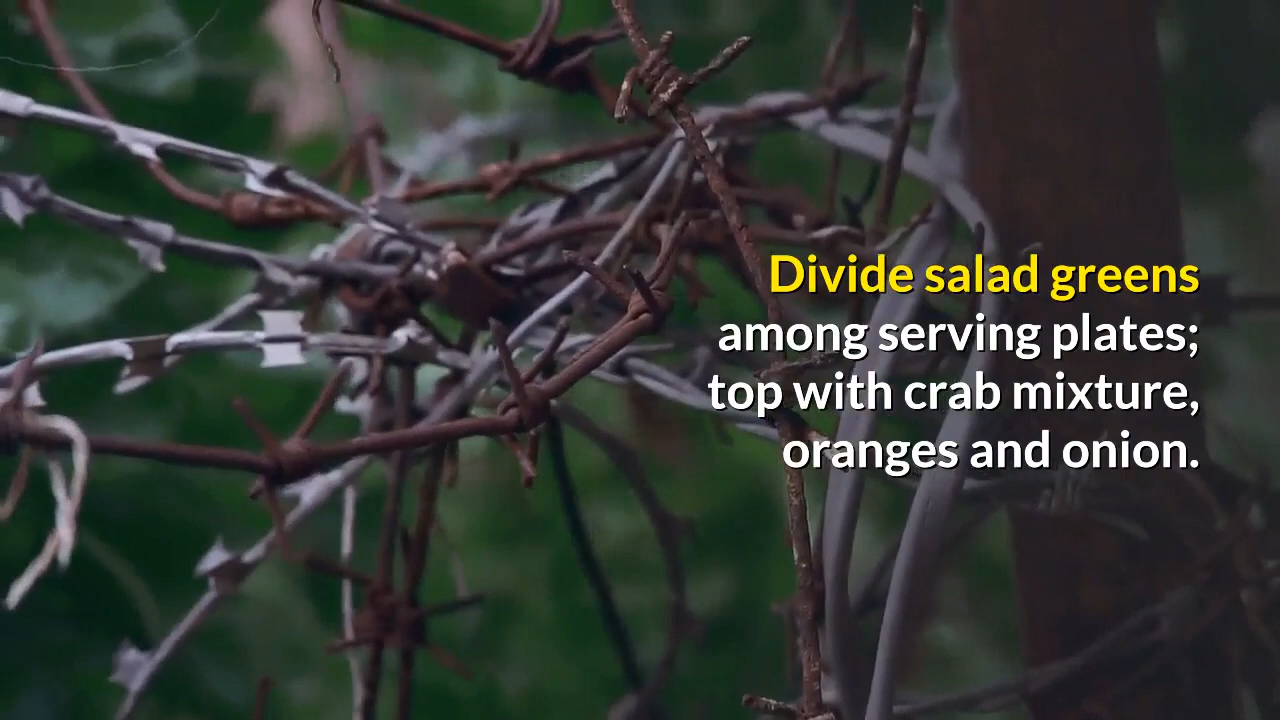 Divide salad greens
among serving plates;
top with crab mixture,
oranges and onion.